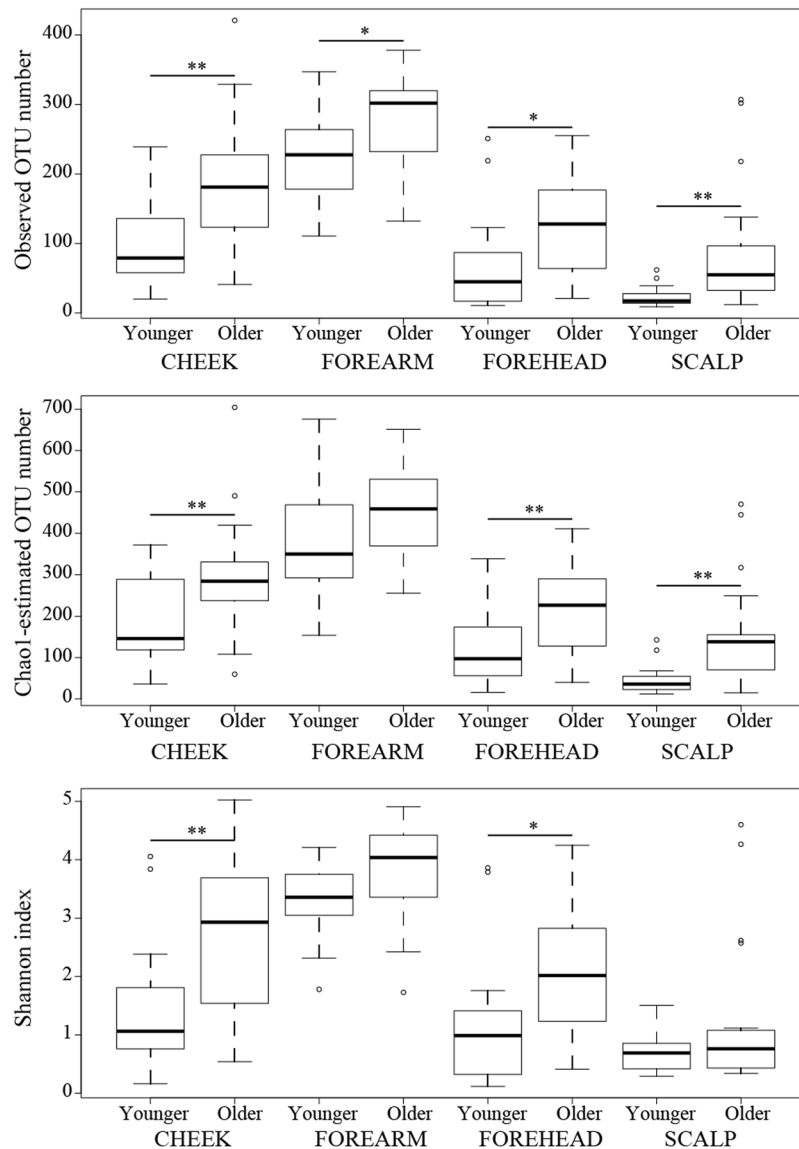 Observed OTU number
400
300
200
100
0
** * * **
Younger Older Younger Older Younger Older Younger Older
CHEEK FOREARM FOREHEAD SCALP
Chao1-estimated OTU number
700
600
500
400
300
200
100
0
** ** **
Younger Older Younger Older Younger Older Younger Older
CHEEK FOREARM FOREHEAD SCALP
Shannon index
5
4
3
2
1
0
** *
Younger Older Younger Older Younger Older Younger Older
CHEEK FOREARM FOREHEAD SCALP